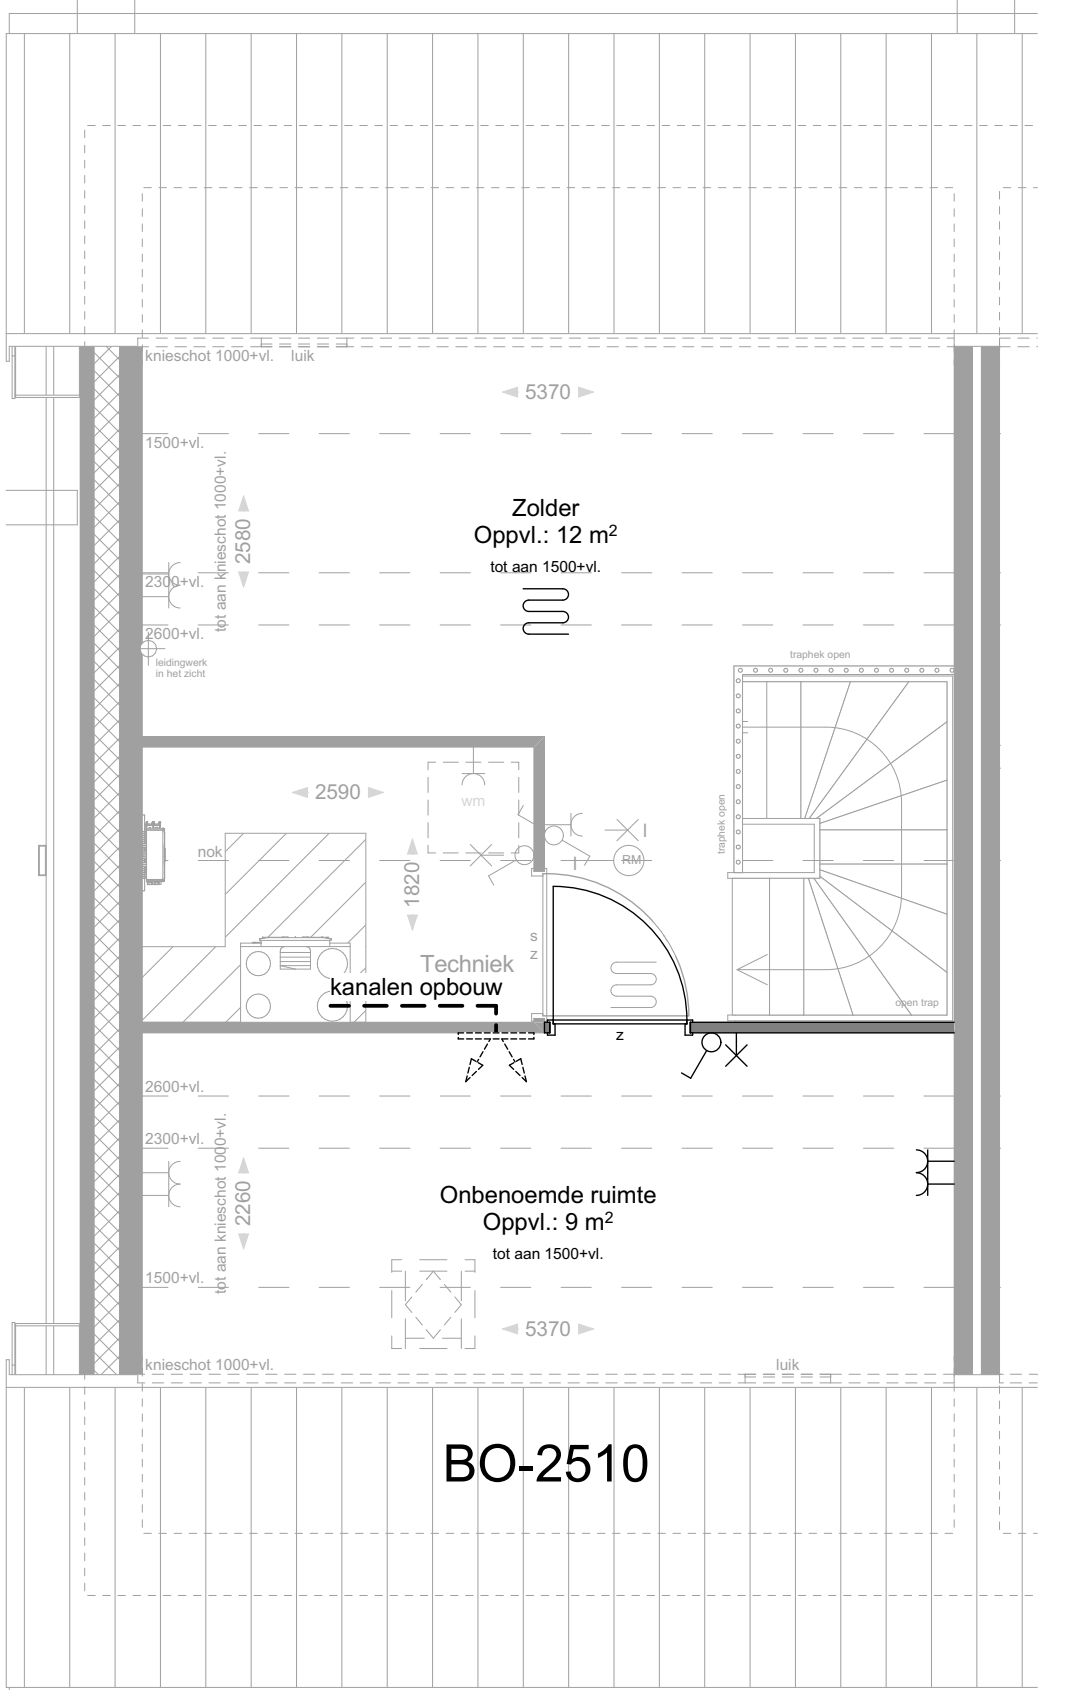 knieschot 1000+vl. luik
5370
1500+vl.
tot aan knieschot 1000+vl.
2580
Zolder
Oppvl.: 12 m²
tot aan 1500+vl.
2300+vl.
2600+vl.
leidingwerk
in het zicht
traphek open
traphek open
2590
wm
nok
1820
RM
s
z
Techniek
kanalen opbouw
open trap
z
2600+vl.
2300+vl.
tot aan knieschot 1000+vl.
2260
Onbenoemde ruimte
Oppvl.: 9 m²
tot aan 1500+vl.
1500+vl.
5370
knieschot 1000+vl.
luik
BO-2510